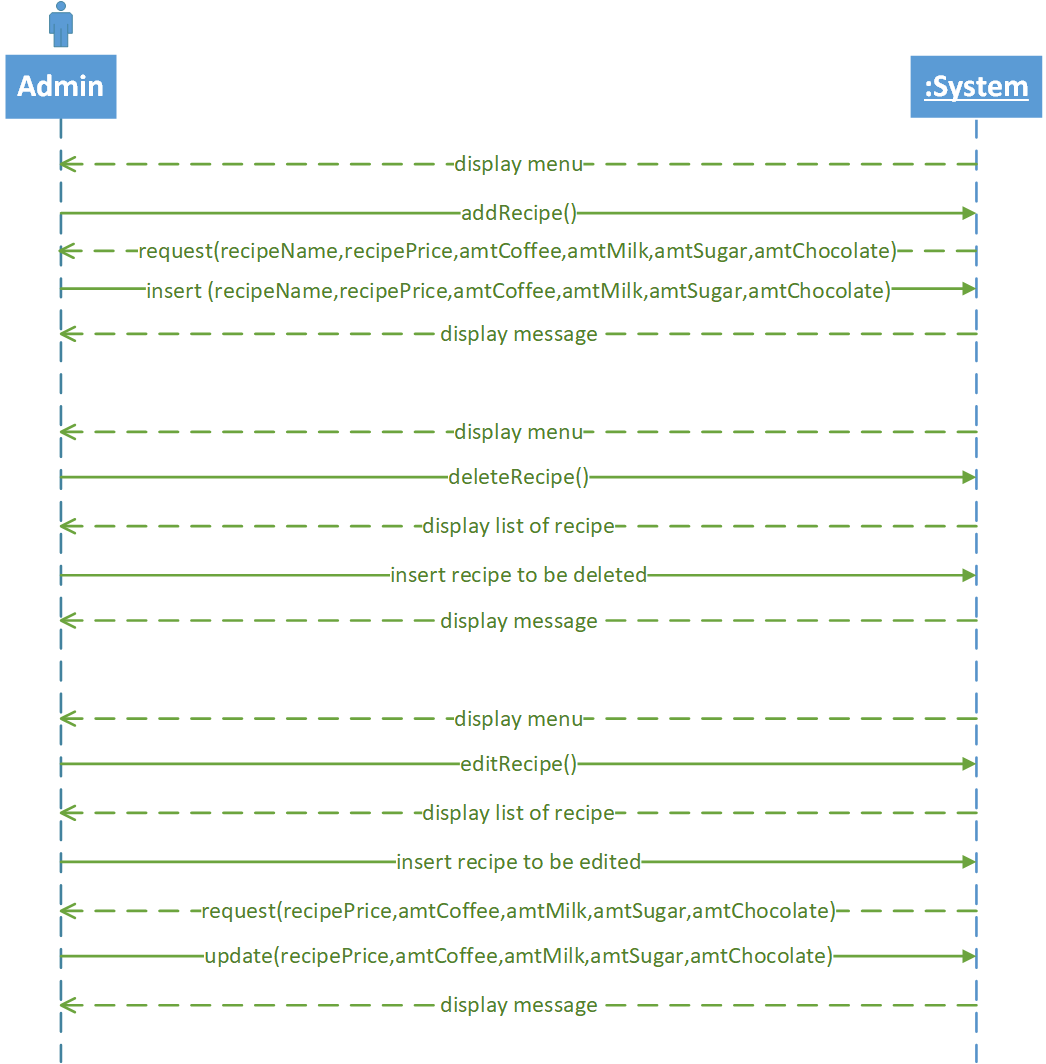 Admin
:System
display menu
addRecipe()
request(recipeName,recipePrice,amtCoffee,amtMilk,amtSugar,amtChocolate)
insert (recipeName,recipePrice,amtCoffee,amtMilk,amtSugar,amtChocolate)
display message
display menu
deleteRecipe()
display list of recipe
insert recipe to be deleted
display message
display menu
editRecipe()
display list of recipe
insert recipe to be edited
request(recipePrice,amtCoffee,amtMilk,amtSugar,amtChocolate)
update(recipePrice,amtCoffee,amtMilk,amtSugar,amtChocolate)
display message